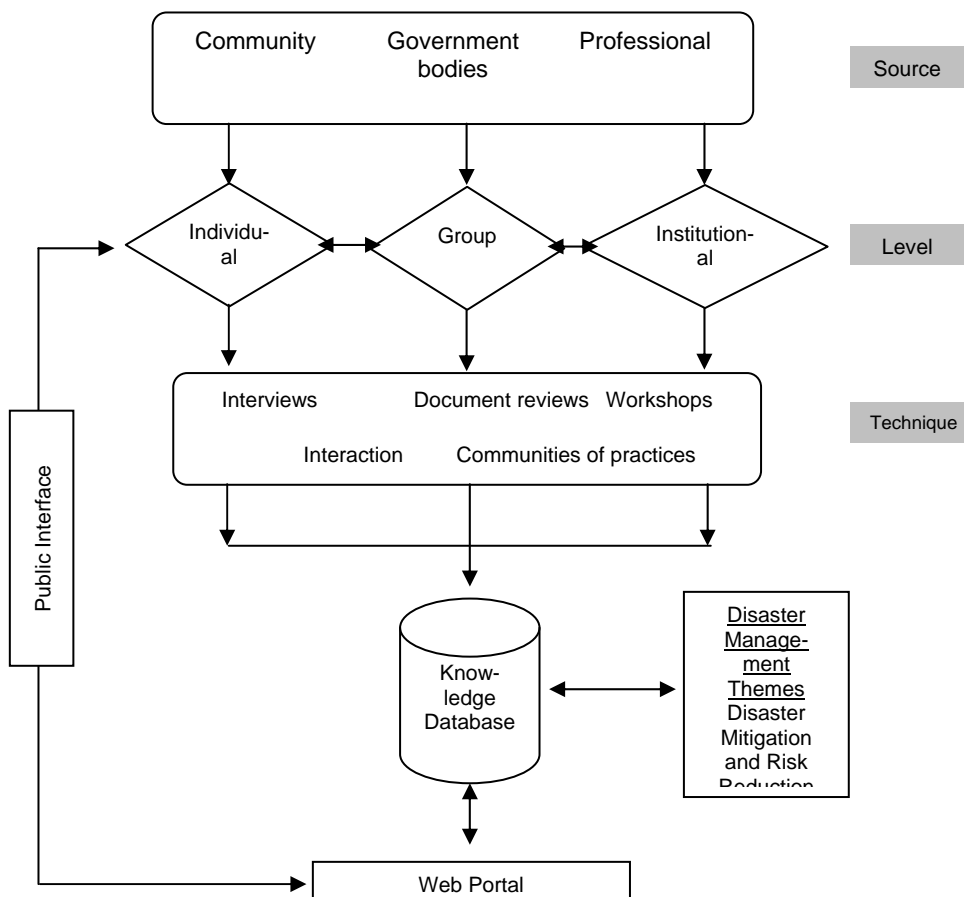 Community Government bodies Professional
Source
Individu-
al
Group
Institution-
al
Level
Interviews Document reviews Workshops
Interaction Communities of practices
Technique
Public Interface
Know-
ledge
Database
Disaster
Manage-
ment
Themes
Disaster
Mitigation
and Risk
Reduction
Web Portal